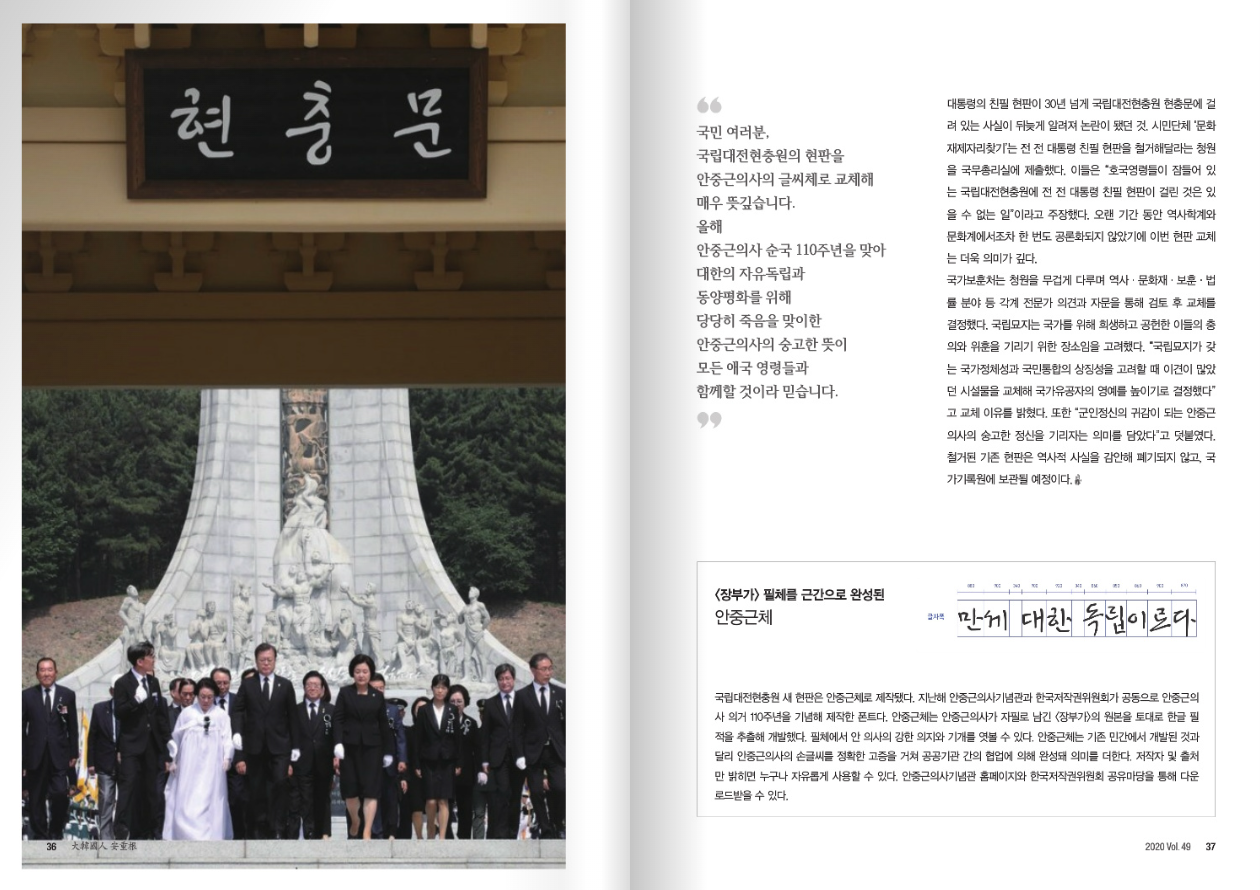 현충문
36 大韓國人 安重根
국민 여러분,
국립대전현충원의 현판을
안중근의사의 글씨체로 교체해
매우 뜻깊습니다.
올해
안중근의사 순국 110주년을 맞아
대한의 자유독립과
동양평화를 위해
당당히 죽음을 맞이한
안중근의사의 숭고한 뜻이
모든 애국 영령들과
함께할 것이라 믿습니다.
대통령의 친필 현판이 30년 넘게 국립대전현충원 현충문에 걸
려 있는 사실이 뒤늦게 알려져 논란이 됐던 것. 시민단체 ‘문화
재제자리찾기’는 전 전 대통령 친필 현판을 철거해달라는 청원
을 국무총리실에 제출했다. 이들은 “호국영령들이 잠들어 있
는 국립대전현충원에 전 전 대통령 친필 현판이 걸린 것은 있
을 수 없는 일”이라고 주장했다. 오랜 기간 동안 역사학계와
문화계에서조차 한 번도 공론화되지 않았기에 이번 현판 교체
는 더욱 의미가 깊다.
국가보훈처는 청원을 무겁게 다루며 역사 · 문화재 · 보훈 · 법
률 분야 등 각계 전문가 의견과 자문을 통해 검토 후 교체를
결정했다. 국립묘지는 국가를 위해 희생하고 공헌한 이들의 충
의와 위훈을 기리기 위한 장소임을 고려했다. “국립묘지가 갖
는 국가정체성과 국민통합의 상징성을 고려할 때 이견이 많았
던 시설물을 교체해 국가유공자의 영예를 높이기로 결정했다”
고 교체 이유를 밝혔다. 또한 “군인정신의 귀감이 되는 안중근
의사의 숭고한 정신을 기리자는 의미를 담았다”고 덧붙였다.
철거된 기존 현판은 역사적 사실을 감안해 폐기되지 않고, 국
가기록원에 보관될 예정이다.
〈장부가〉 필체를 근간으로 완성된
안중근체
글자폭
만세 대한 독립이르다.
국립대전현충원 새 현판은 안중근체로 제작됐다. 지난해 안중근의사기념관과 한국저작권위원회가 공동으로 안중근의
사 의거 110주년을 기념해 제작한 폰트다. 안중근체는 안중근의사가 자필로 남긴 〈장부가〉의 원본을 토대로 한글 필
적을 추출해 개발했다. 필체에서 안 의사의 강한 의지와 기개를 엿볼 수 있다. 안중근체는 기존 민간에서 개발된 것과
달리 안중근의사의 손글씨를 정확한 고증을 거쳐 공공기관 간의 협업에 의해 완성돼 의미를 더한다. 저작자 및 출처
만 밝히면 누구나 자유롭게 사용할 수 있다. 안중근의사기념관 홈페이지와 한국저작권위원회 공유마당을 통해 다운
로드받을 수 있다.
2020 Vol. 49 37